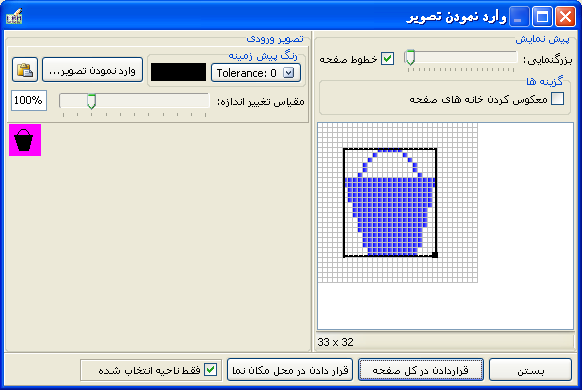 وارد نمودن تصویر
پیش نمایش
بزرگنمایی:
خطوط صفحه
گزینه ها
معکوس کردن خانه های صفحه
33 x 32
تصویر ورودی
رنگ پیش زمینه
Tolerance: 0
وارد نمودن تصویر...
مقیاس تغییر اندازه:
100%
بستن
قراردادن در کل صفحه
قرار دادن در محل مکان نما
فقط ناحیه انتخاب شده